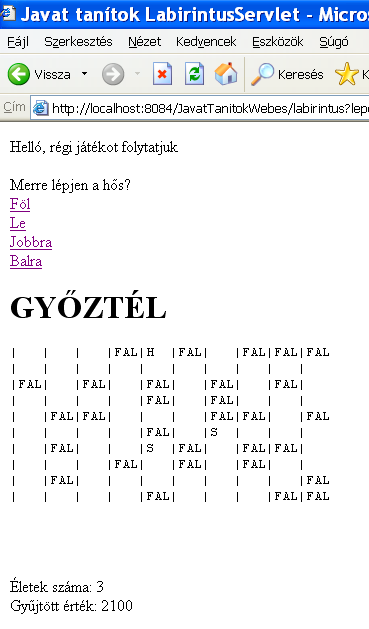 Javat tanítok LabirintusServlet - Micros
Fájl Szerkesztés Nézet Kedvencek Eszközök Súgó
Vissza Keresés K
Cím http://localhost:8084/JavatTanitokWebes/labirintus?lepe
Helló, régi játékot folytatjuk
Merre lépjen a hős?
Föl
Le
Jobbra
Balra
GYŐZTÉL
|   |   |   |FAL|H  |FAL|   |FAL|FAL|FAL
|   |   |   |   |   |   |   |   |   |
|FAL|   |FAL|   |FAL|   |FAL|   |FAL|
|   |   |   |   |FAL|   |FAL|   |   |
|   |FAL|FAL|   |   |   |FAL|FAL|   |FAL
|   |   |   |   |FAL|   |S  |   |   |
|   |FAL|   |   |S  |FAL|   |FAL|FAL|
|   |   |   |FAL|   |FAL|   |FAL|   |
|   |FAL|   |   |   |   |   |   |   |FAL
|   |   |   |   |FAL|   |   |   |FAL|FAL
Életek száma: 3
Gyűjtött érték: 2100